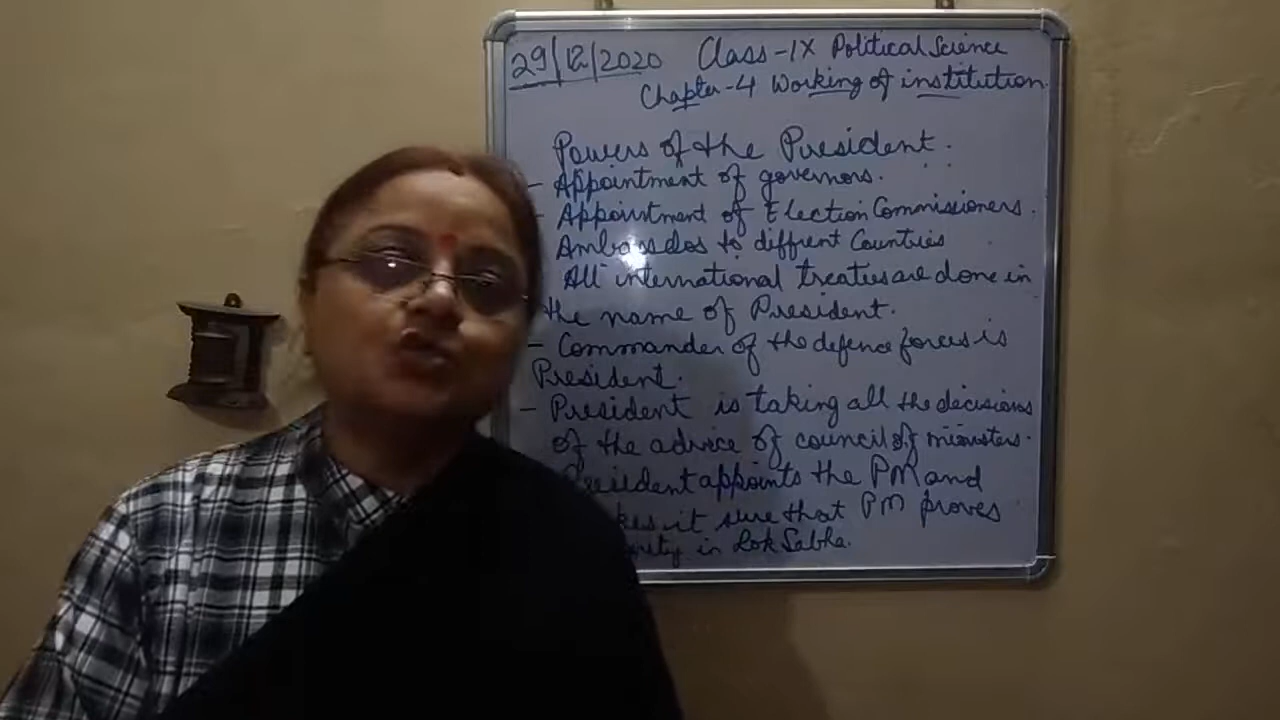 29/12/2020 Class-IX Political Science
Chapter-4 Working of institution.
Powers of the President.
- Appointment of governors.
- Appointment of Election Commissioners.
Ambassdos to diffrent Countries
All international treaties are done in
the name of President.
- Commander of the defence forces is
President.
- President is taking all the decisions
of the advice of council of ministers.
appoints the PM and
it sure that PM proves
in Lok Sabha.